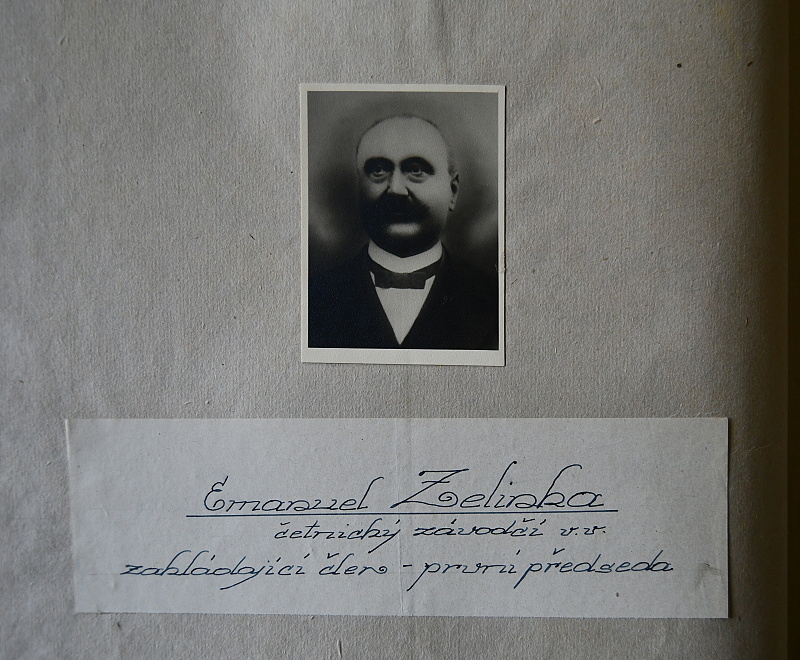 Emanuel Zelinka
četnický závodčí v.v.
zakládající člen - první předseda